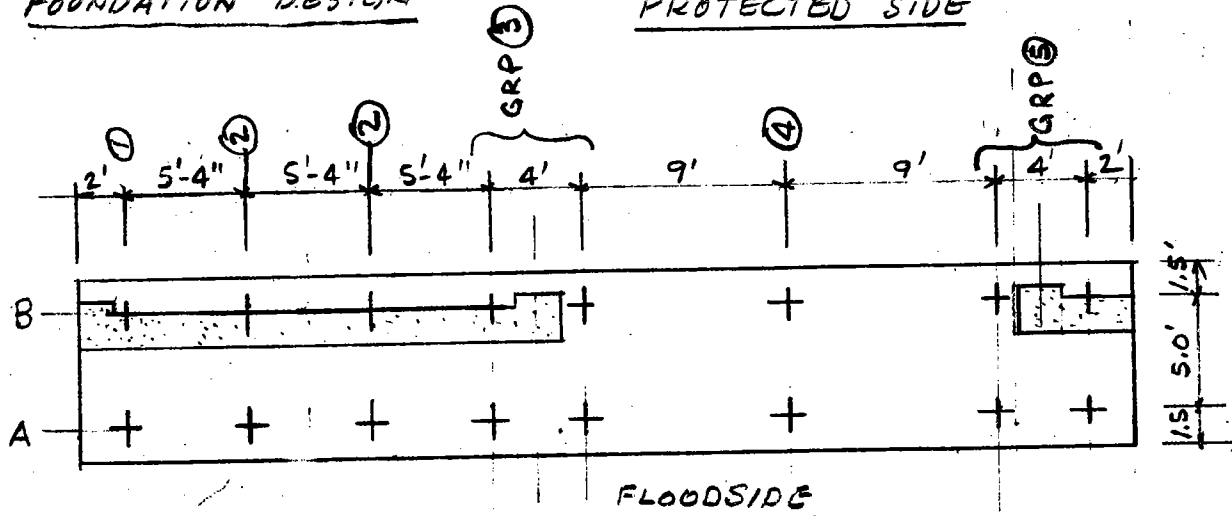 FOUNDATION DESIGN PROTECTED SIDE
GRP ③ GRP ⑤
① ② ② ④
2' 5'-4" 5'-4" 5'-4" 4' 9' 9' 4' 2'
B 1.5'
5.0'
A 1.5
FLOODSIDE